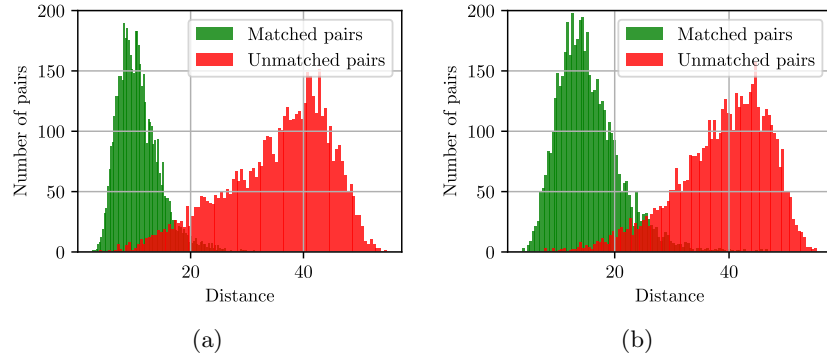 200
150
100
50
0
Number of pairs
Matched pairs
Unmatched pairs
20
40
Distance
(a)
200
150
100
50
0
Number of pairs
Matched pairs
Unmatched pairs
20
40
Distance
(b)